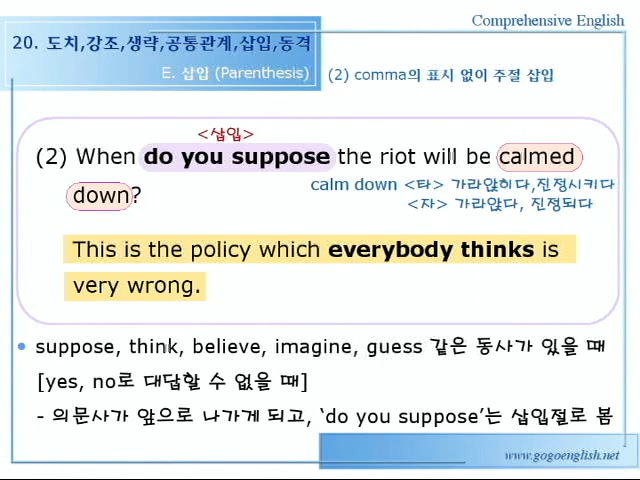 Comprehensive English
20. 도치,강조,생략,공통관계,삽입,동격
E. 삽입 (Parenthesis)
(2) comma의 표시 없이 주절 삽입
<삽입>
(2) When do you suppose the riot will be calmed
down?
calm down <타> 가라앉히다,진정시키다
<자> 가라앉다, 진정되다
This is the policy which everybody thinks is
very wrong.
• suppose, think, believe, imagine, guess 같은 동사가 있을 때
[yes, no로 대답할 수 없을 때]
- 의문사가 앞으로 나가게 되고, ‘do you suppose’는 삽입절로 봄
www.gogoenglish.net